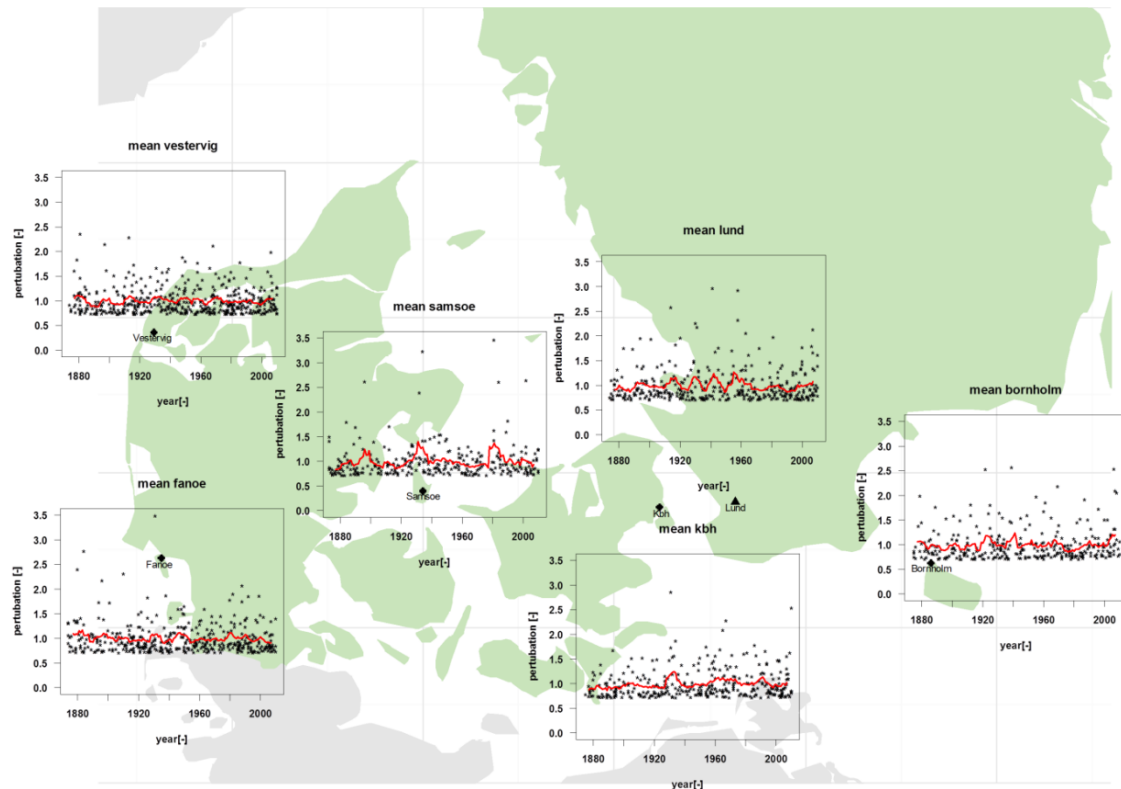 mean vestervig
3.5
3.0
2.5
2.0
1.5
1.0
0.5
0.0
pertubation [-]
Vestervig
1880 1920 1960 2000
year[-]
mean samsoe
3.5
3.0
2.5
2.0
1.5
1.0
0.5
0.0
pertubation [-]
Samsoe
1880 1920 1960 2000
year[-]
mean lund
3.5
3.0
2.5
2.0
1.5
1.0
0.5
0.0
pertubation [-]
1880 1920 1960 2000
year[-]
Kbh
Lund
mean bornholm
3.5
3.0
2.5
2.0
1.5
1.0
0.5
0.0
pertubation [-]
Bornholm
1880 1920 1960 2000
year[-]
mean fanoe
3.5
3.0
2.5
2.0
1.5
1.0
0.5
0.0
pertubation [-]
Fanoe
1880 1920 1960 2000
year[-]
mean kbh
3.5
3.0
2.5
2.0
1.5
1.0
0.5
0.0
pertubation [-]
1880 1920 1960 2000
year[-]